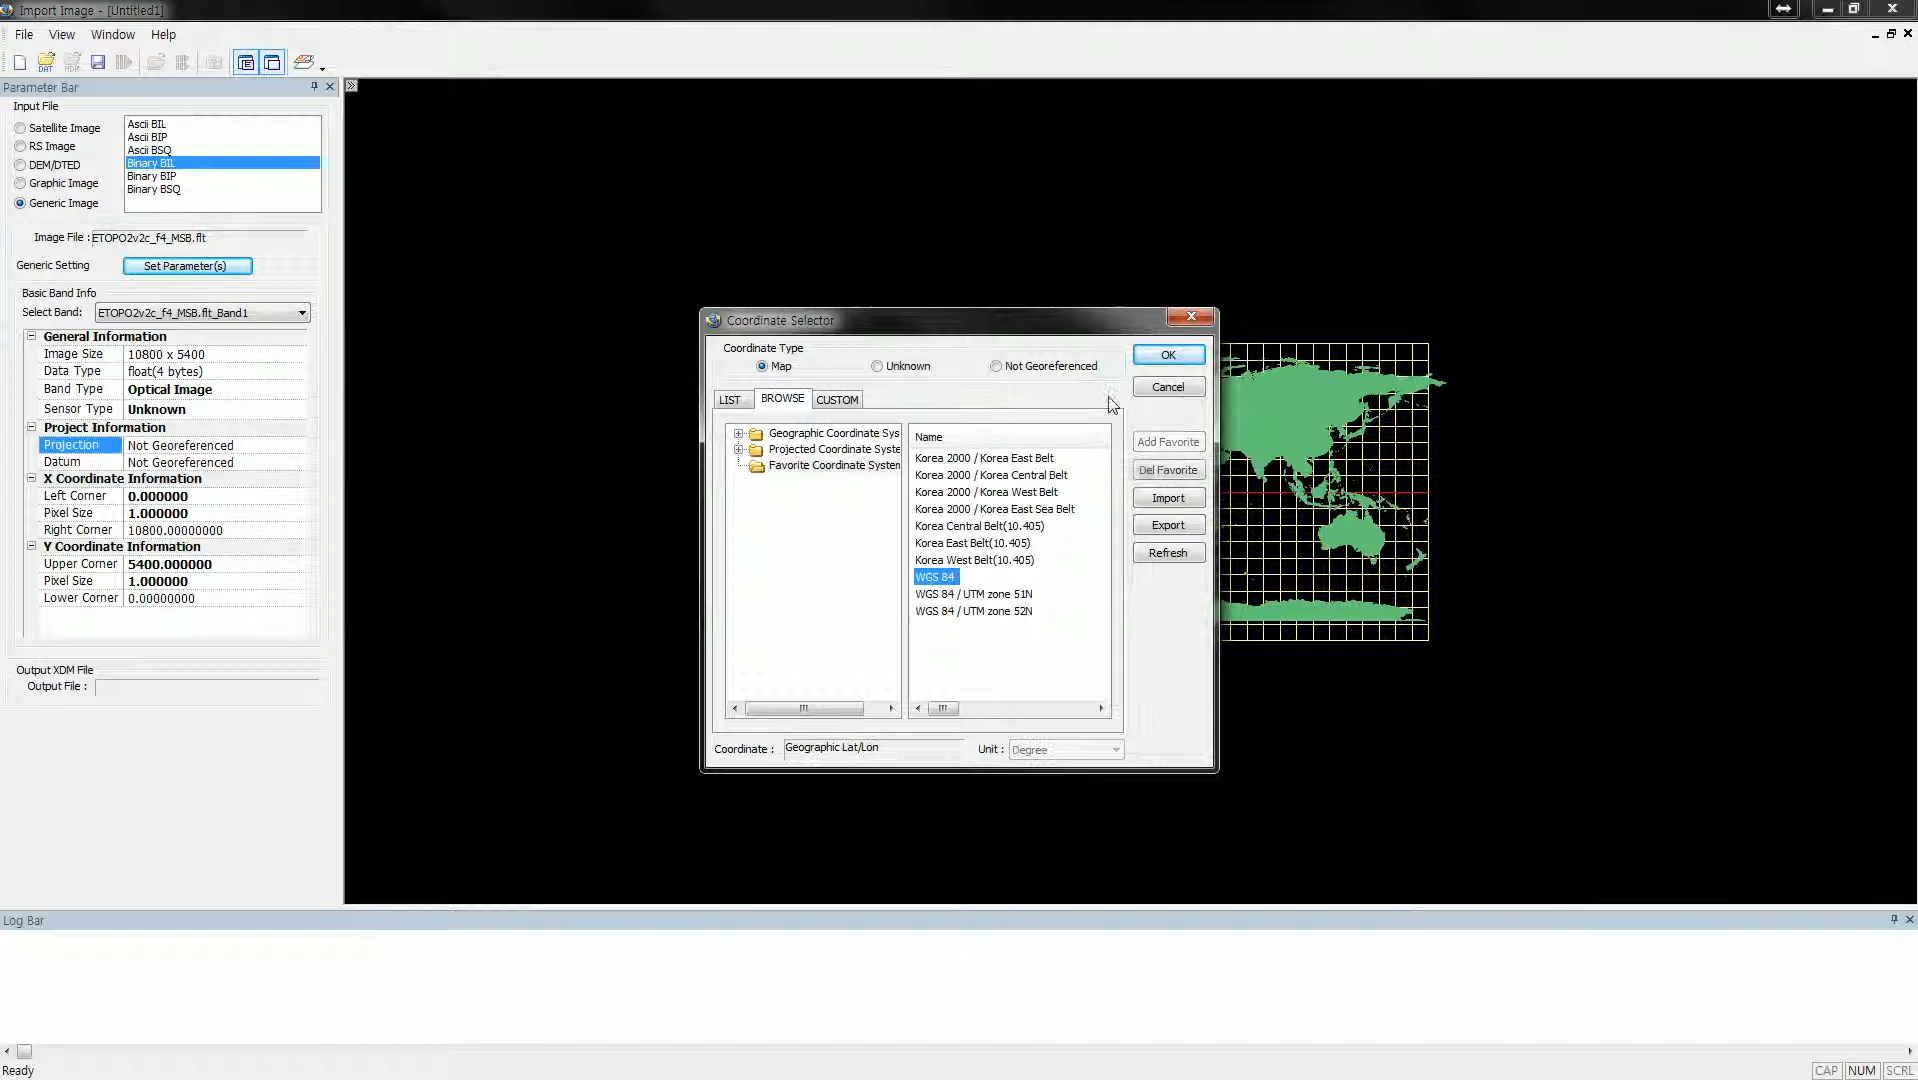 Import Image - [Untitled1]
File View Window Help
DAT HDR
Parameter Bar
Input File
Satellite Image
RS Image
DEM/DTED
Graphic Image
Generic Image
Ascii BIL
Ascii BIP
Ascii BSQ
Binary BIL
Binary BIP
Binary BSQ
Image File : ETOPO2v2c_f4_MSB.flt
Generic Setting Set Parameter(s)
Basic Band Info
Select Band: ETOPO2v2c_f4_MSB.flt_Band1
General Information
Image Size 10800 x 5400
Data Type float(4 bytes)
Band Type Optical Image
Sensor Type Unknown
Project Information
Projection Not Georeferenced
Datum Not Georeferenced
X Coordinate Information
Left Corner 0.000000
Pixel Size 1.000000
Right Corner 10800.00000000
Y Coordinate Information
Upper Corner 5400.000000
Pixel Size 1.000000
Lower Corner 0.00000000
Output XDM File
Output File :
Coordinate Selector
Coordinate Type
Map Unknown Not Georeferenced
OK
Cancel
LIST BROWSE CUSTOM
Geographic Coordinate Sys
Projected Coordinate Syste
Favorite Coordinate System
Name
Korea 2000 / Korea East Belt
Korea 2000 / Korea Central Belt
Korea 2000 / Korea West Belt
Korea 2000 / Korea East Sea Belt
Korea Central Belt(10.405)
Korea East Belt(10.405)
Korea West Belt(10.405)
WGS 84
WGS 84 / UTM zone 51N
WGS 84 / UTM zone 52N
Add Favorite
Del Favorite
Import
Export
Refresh
Coordinate : Geographic Lat/Lon Unit : Degree
Log Bar
Ready
CAP NUM SCRL